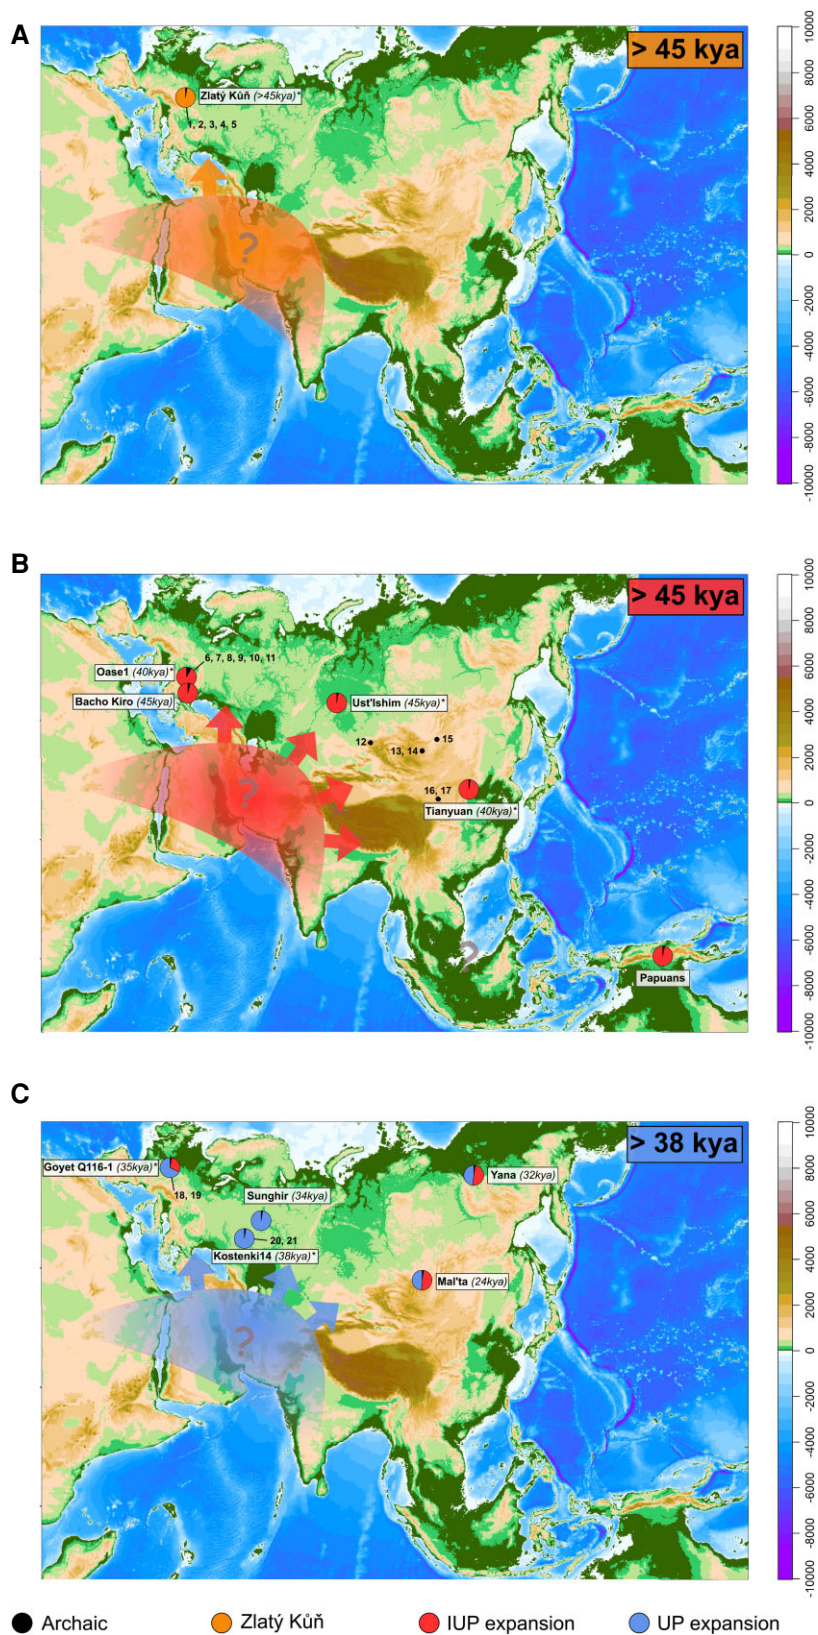 A
> 45 kya
Zlatý Kůň (>45kya)*
1, 2, 3, 4, 5
?
10000
8000
6000
4000
2000
0
-2000
-4000
-6000
-8000
-10000
B
> 45 kya
6, 7, 8, 9, 10, 11
Oase1 (40kya)*
Bacho Kiro (45kya)
Ust'Ishim (45kya)*
12
13, 14
15
16, 17
Tianyuan (40kya)*
?
?
Papuans
10000
8000
6000
4000
2000
0
-2000
-4000
-6000
-8000
-10000
C
> 38 kya
Goyet Q116-1 (35kya)*
18, 19
Yana (32kya)
Sunghir (34kya)
20, 21
Kostenki14 (38kya)*
Mal'ta (24kya)
?
10000
8000
6000
4000
2000
0
-2000
-4000
-6000
-8000
-10000
Archaic
Zlatý Kůň
IUP expansion
UP expansion